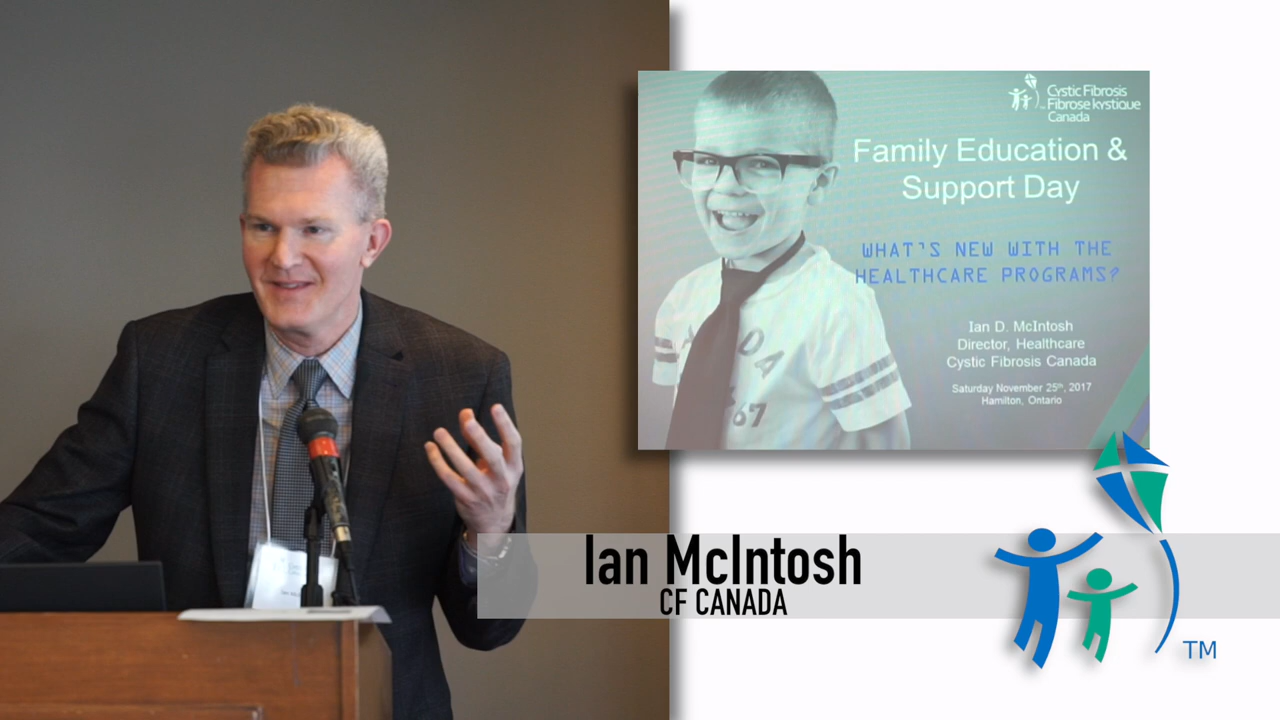 Cystic Fibrosis
Fibrose kystique
Canada
Family Education &
Support Day
WHAT'S NEW WITH THE
HEALTHCARE PROGRAMS?
Ian D. McIntosh
Director, Healthcare
Cystic Fibrosis Canada
Saturday November 25th, 2017
Hamilton, Ontario
67
Ian McIntosh
CF CANADA
TM